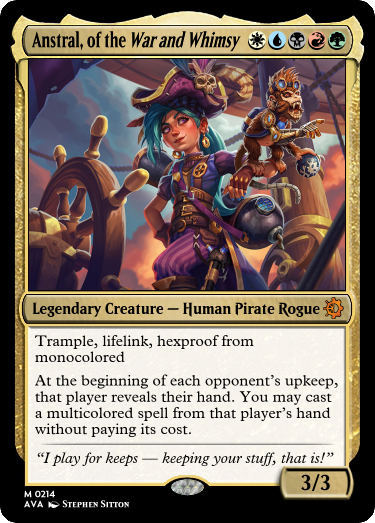 Anstral, of the War and Whimsy
Legendary Creature — Human Pirate Rogue
Trample, lifelink, hexproof from
monocolored
At the beginning of each opponent's upkeep,
that player reveals their hand. You may cast
a multicolored spell from that player's hand
without paying its cost.
“I play for keeps — keeping your stuff, that is!”
3/3
M 0214
AVA Stephen Sitton